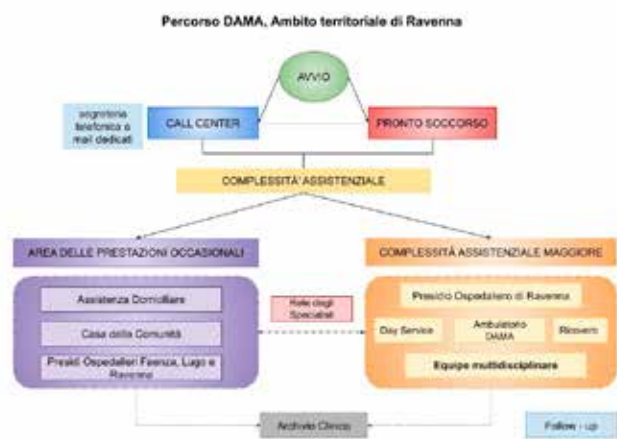 Percorso DAMA. Ambito territoriale di Ravenna
AVVIO
segreteria
telefonica e
mail dedicati
CALL CENTER
PRONTO SOCCORSO
COMPLESSITA' ASSISTENZIALE
AREA DELLE PRESTAZIONI OCCASIONALI
COMPLESSITÀ ASSISTENZIALE MAGGIORE
Assistenza Domiciliare
Casa della Comunità
Presidi Ospedalieri Faenza, Lugo e
Ravenna
Rete degli
Specialisti
Presidio Ospedaliero di Ravenna
Day Service
Ambulatorio
DAMA
Ricovero
Equipe multidisciplinare
Archivio Clinico
Follow - up